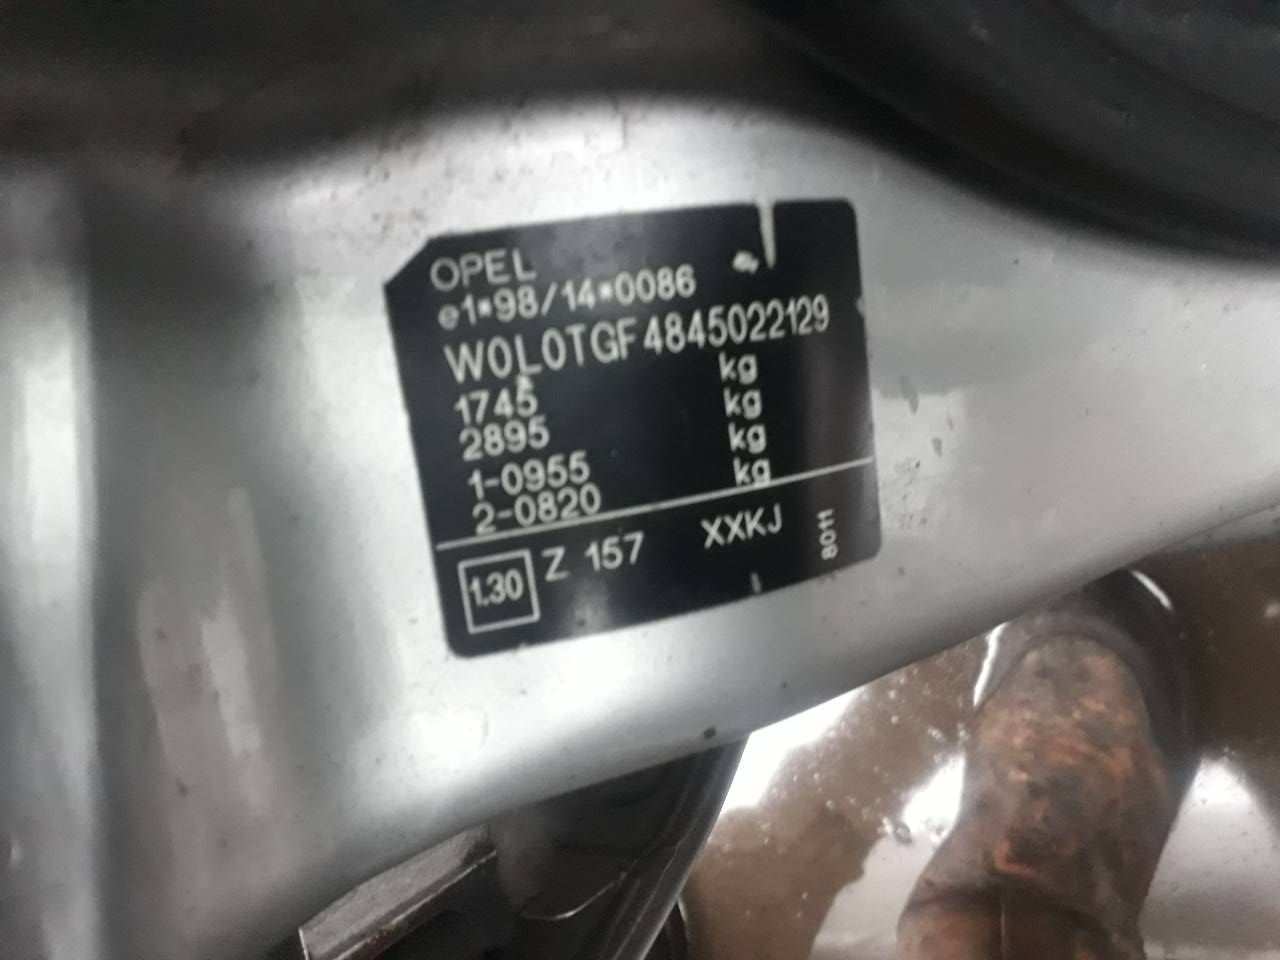 OPEL
e1*98/14*0086
W0L0TGF4845022129
1745 kg
2895 kg
1-0955 kg
2-0820 kg
1.30 Z 157 XXKJ 8011